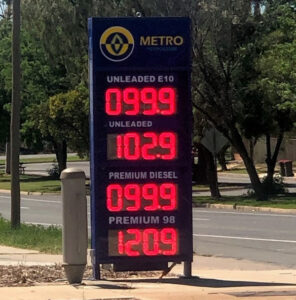 METRO
UNLEADED E10
099.9
UNLEADED
102.9
PREMIUM DIESEL
099.9
PREMIUM 98
120.9